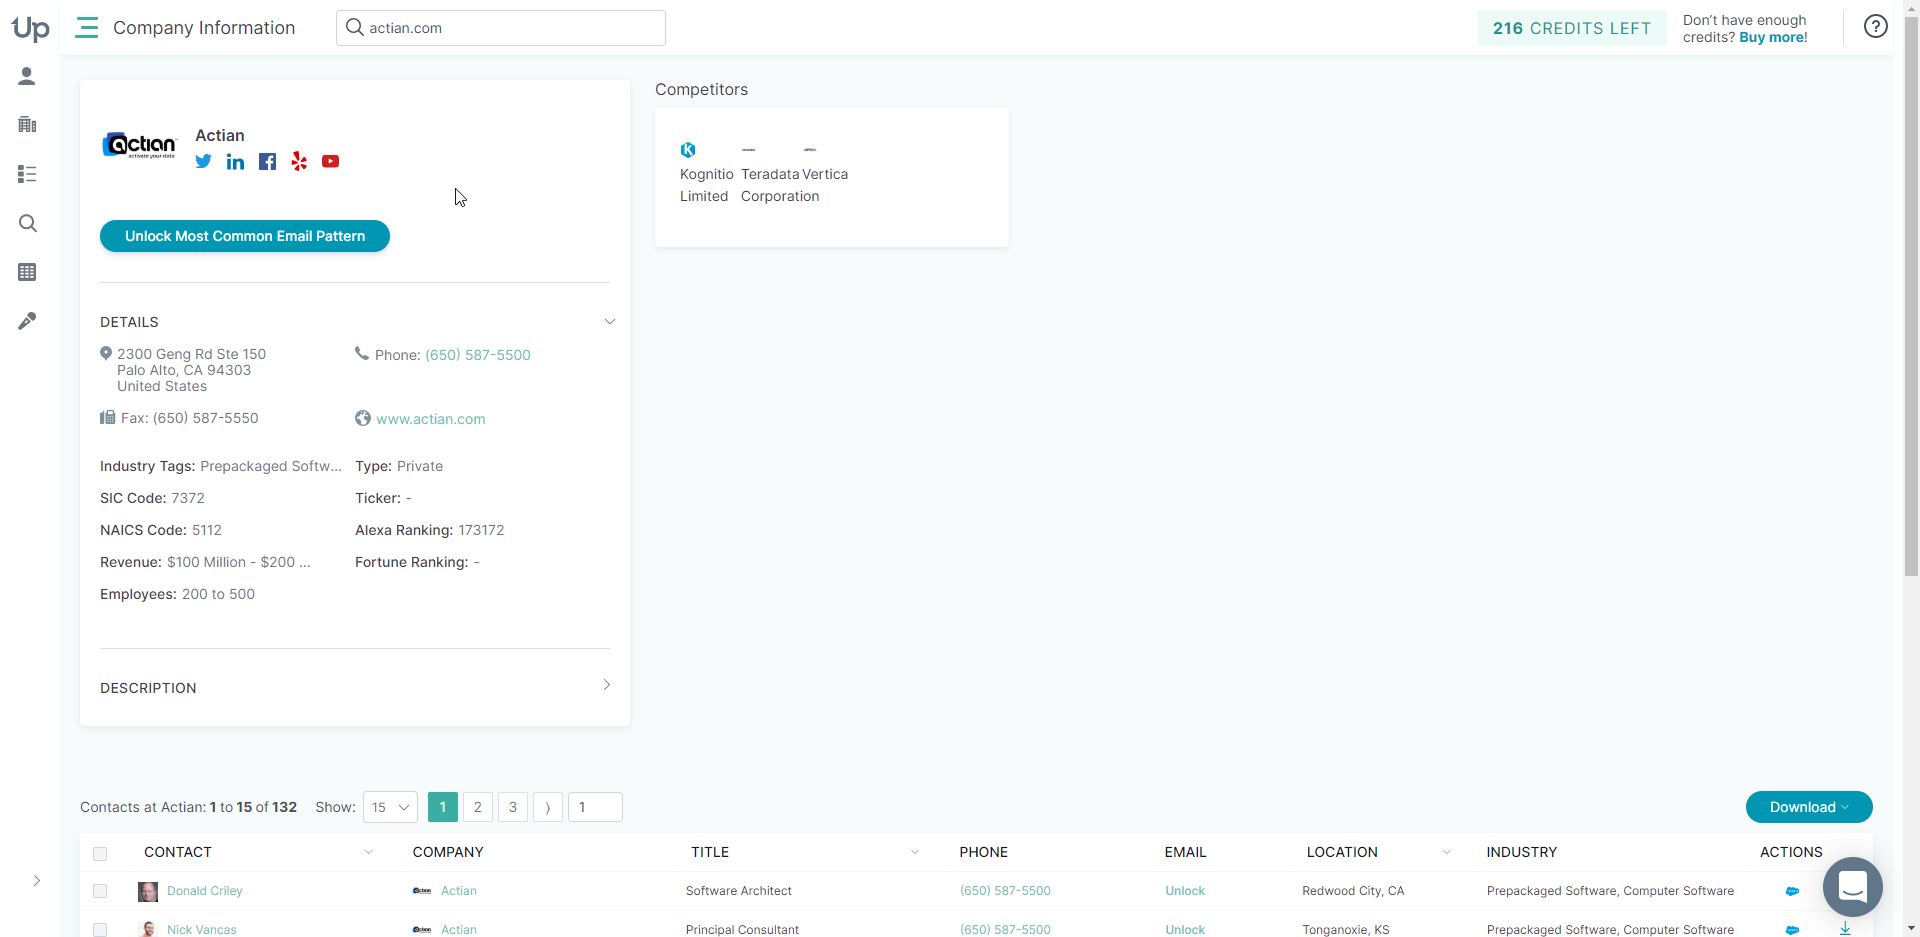 Up
Company Information
actian.com
216 CREDITS LEFT
Don't have enough
credits? Buy more!
actian
activate your data
Actian
Unlock Most Common Email Pattern
Competitors
Kognitio
Limited
Teradata
Corporation
Vertica
DETAILS
2300 Geng Rd Ste 150
Palo Alto, CA 94303
United States
Phone: (650) 587-5500
Fax: (650) 587-5550
www.actian.com
Industry Tags: Prepackaged Softw...
Type: Private
SIC Code: 7372
Ticker: -
NAICS Code: 5112
Alexa Ranking: 173172
Revenue: $100 Million - $200 ...
Fortune Ranking: -
Employees: 200 to 500
DESCRIPTION
Contacts at Actian: 1 to 15 of 132 Show: 15 1 2 3 ⟩ 1
Download
CONTACT COMPANY TITLE PHONE EMAIL LOCATION INDUSTRY ACTIONS
Donald Criley actian Actian Software Architect (650) 587-5500 Unlock Redwood City, CA Prepackaged Software, Computer Software
Nick Vancas actian Actian Principal Consultant (650) 587-5500 Unlock Tonganoxie, KS Prepackaged Software, Computer Software